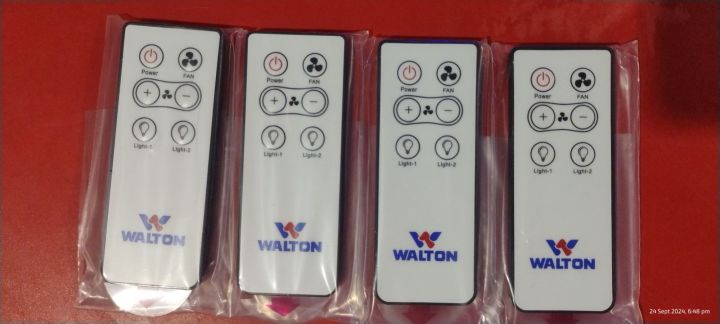 Power FAN
+ −
Light-1 Light-2
WALTON
Power FAN
+ −
Light-1 Light-2
WALTON
Power FAN
+ −
Light-1 Light-2
WALTON
Power FAN
+ −
Light-1 Light-2
WALTON
24 Sept 2024, 6:48 pm